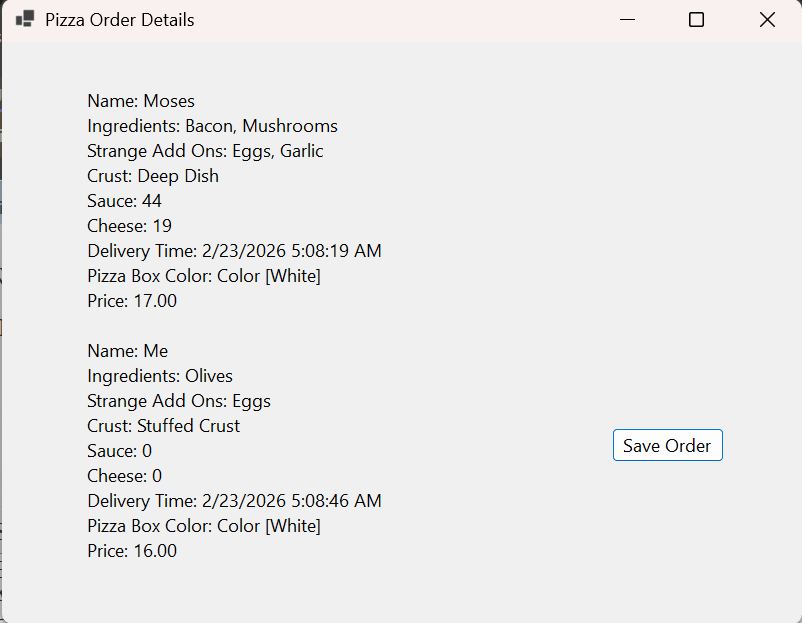 Pizza Order Details
Name: Moses
Ingredients: Bacon, Mushrooms
Strange Add Ons: Eggs, Garlic
Crust: Deep Dish
Sauce: 44
Cheese: 19
Delivery Time: 2/23/2026 5:08:19 AM
Pizza Box Color: Color [White]
Price: 17.00
Name: Me
Ingredients: Olives
Strange Add Ons: Eggs
Crust: Stuffed Crust
Sauce: 0
Cheese: 0
Delivery Time: 2/23/2026 5:08:46 AM
Pizza Box Color: Color [White]
Price: 16.00
Save Order